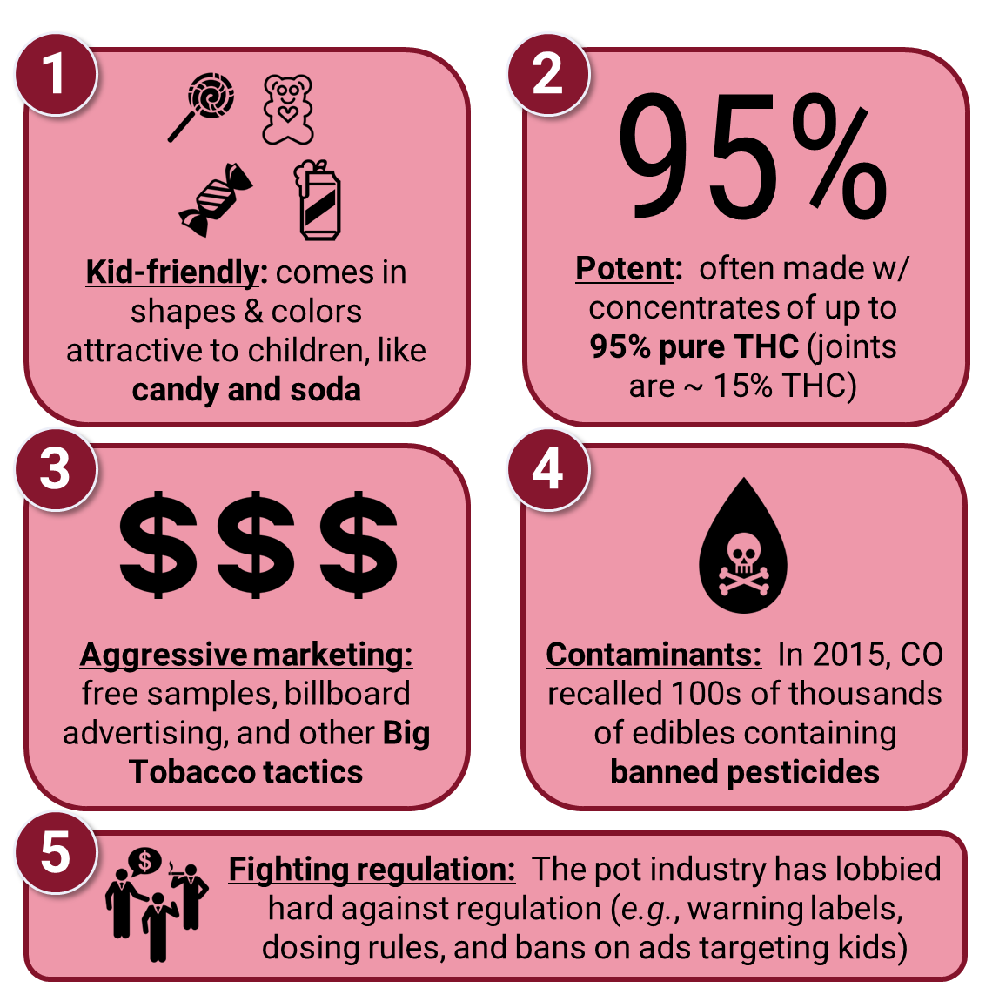 1
Kid-friendly: comes in
shapes & colors
attractive to children, like
candy and soda
2
95%
Potent: often made w/
concentrates of up to
95% pure THC (joints
are ~ 15% THC)
3
$$$
Aggressive marketing:
free samples, billboard
advertising, and other Big
Tobacco tactics
4
Contaminants: In 2015, CO
recalled 100s of thousands
of edibles containing
banned pesticides
5
$
Fighting regulation: The pot industry has lobbied
hard against regulation (e.g., warning labels,
dosing rules, and bans on ads targeting kids)